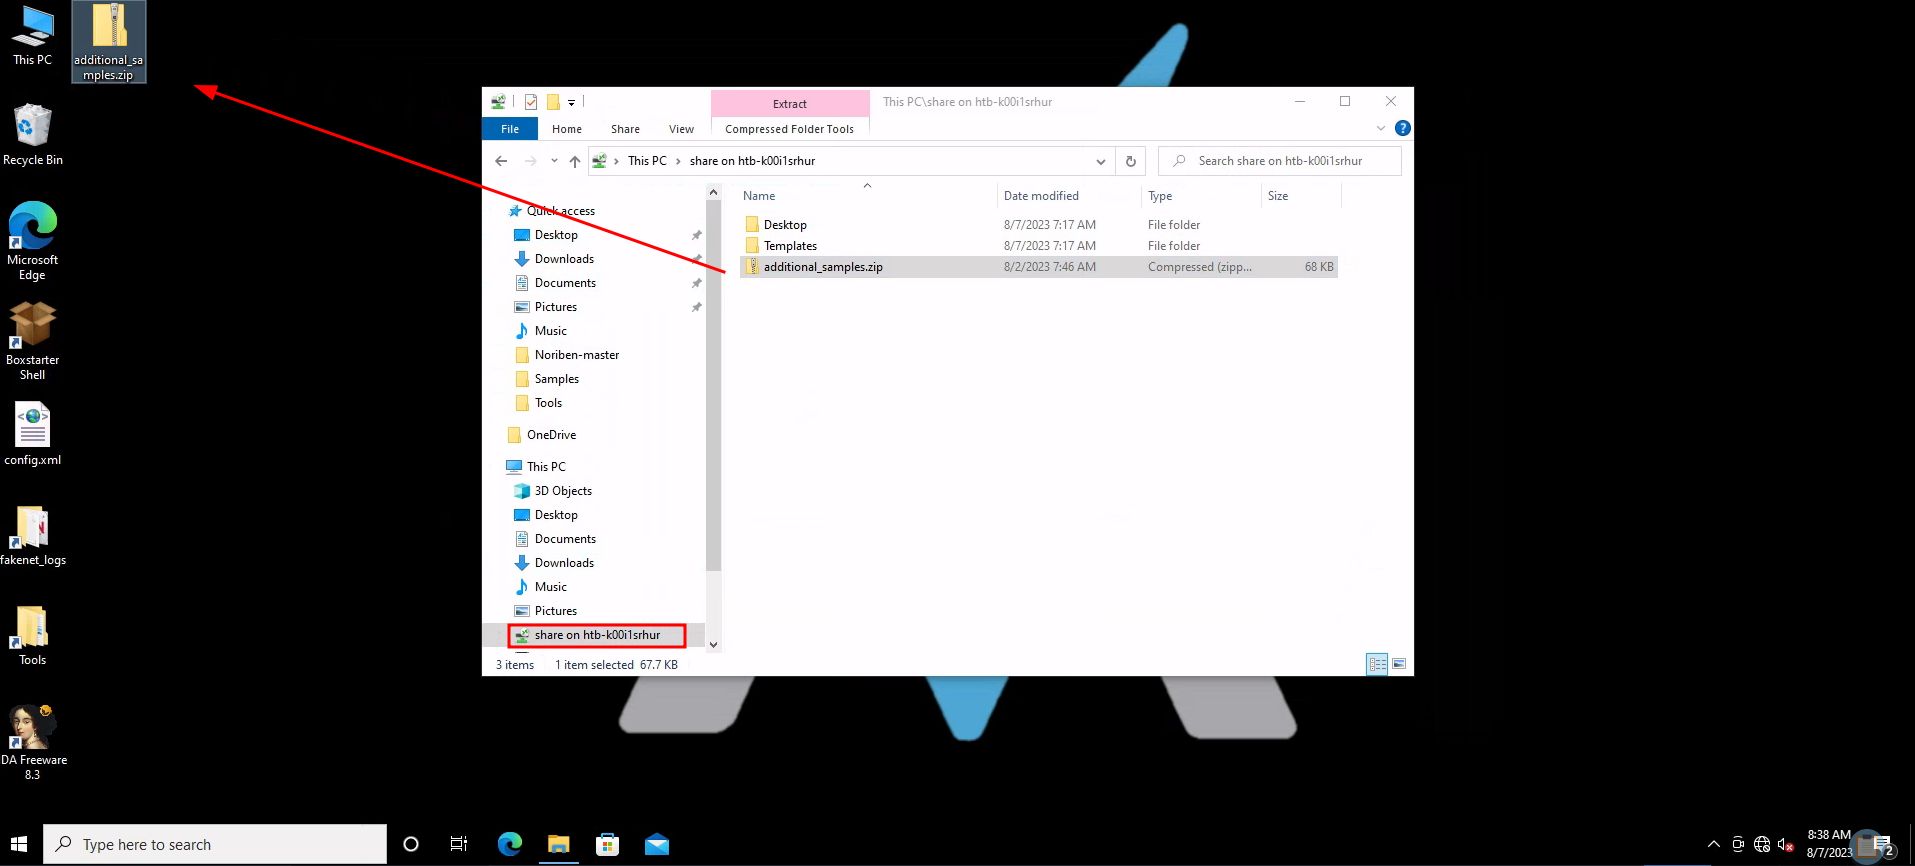 This PC
additional_sa
mples.zip
Recycle Bin
Microsoft
Edge
Boxstarter
Shell
config.xml
fakenet_logs
Tools
DA Freeware
8.3
Extract
This PC\share on htb-k00i1srhur
File
Home
Share
View
Compressed Folder Tools
This PC
share on htb-k00i1srhur
Search share on htb-k00i1srhur
Name
Date modified
Type
Size
Quick access
Desktop
Downloads
Documents
Pictures
Music
Noriben-master
Samples
Tools
OneDrive
This PC
3D Objects
Desktop
Documents
Downloads
Music
Pictures
share on htb-k00i1srhur
Desktop 8/7/2023 7:17 AM File folder
Templates 8/7/2023 7:17 AM File folder
additional_samples.zip 8/2/2023 7:46 AM Compressed (zipp... 68 KB
3 items 1 item selected 67.7 KB
Type here to search
8:38 AM
8/7/2023
2